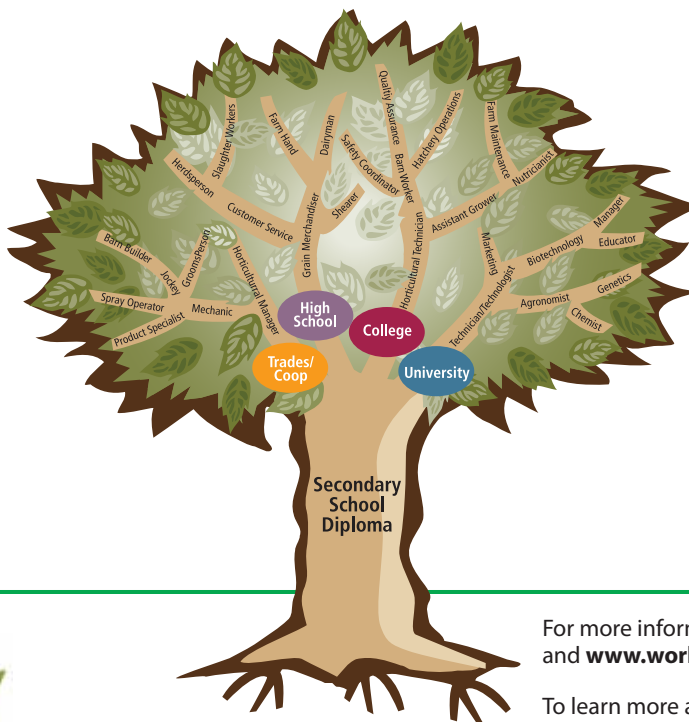 Slaughter Workers
Farm Hand
Dairyman
Qualtiy Assurance
Hatchery Operations
Farm Maintenance
Safety Coordinator
Barn Worker
Nutricianist
Herdsperson
Customer Service
Shearer
Grain Merchandiser
Assistant Grower
Horticultural Technician
Marketing
Manager
Biotechnology
Educator
Barn Builder
Jockey
GroomsPerson
Horticulturral Manager
Spray Operator
Mechanic
Product Specialist
Technician/Technologist
Agronomist
Genetics
Chemist
High
School
College
Trades/
Coop
University
Secondary
School
Diploma
For more inforn
and www.worl
To learn more a